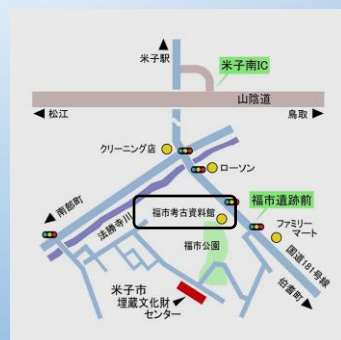 米子駅
米子南IC
山陰道
松江
鳥取
クリーニング店
ローソン
南部町
法勝寺川
福市考古資料館
福市遺跡前
ファミリー
マート
福市公園
国道181号線
米子市
埋蔵文化財
センター
伯耆町